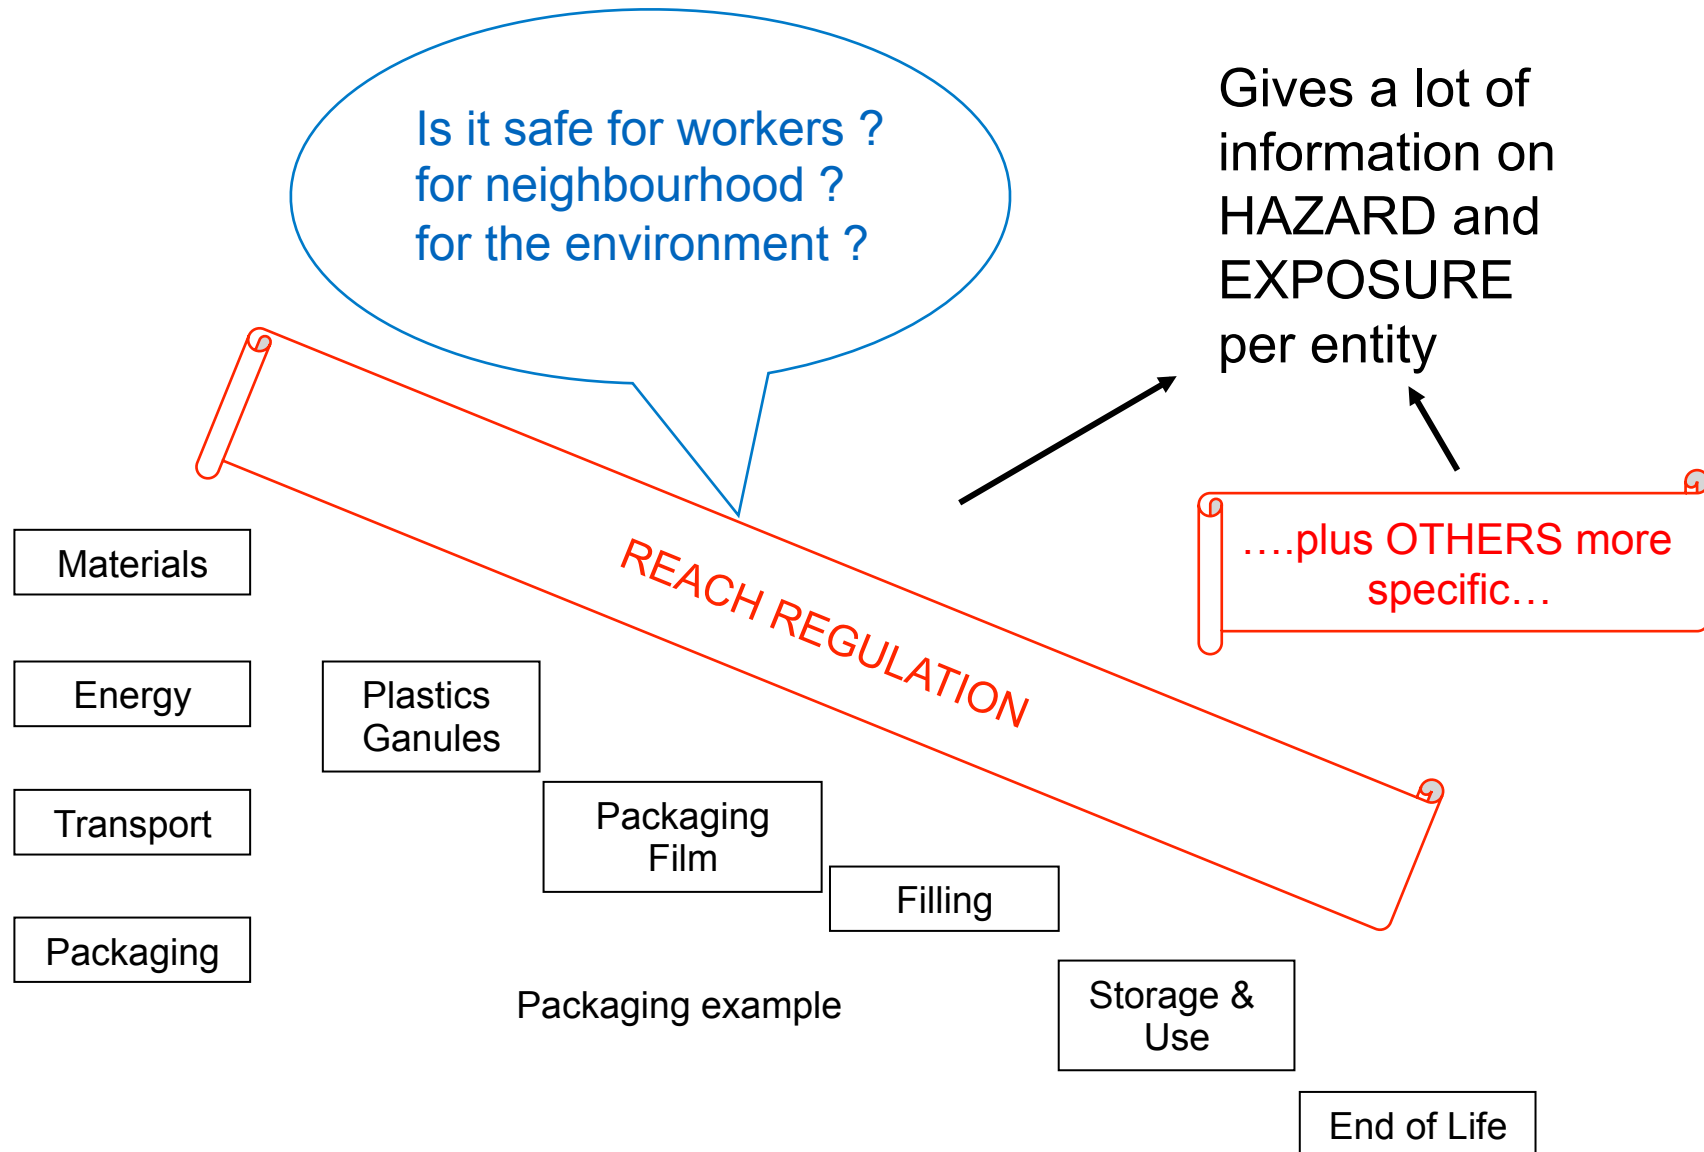 Is it safe for workers ?
for neighbourhood ?
for the environment ?
Gives a lot of
information on
HAZARD and
EXPOSURE
per entity
REACH REGULATION
….plus OTHERS more
specific…
Materials
Energy
Transport
Packaging
Plastics
Ganules
Packaging
Film
Filling
Packaging example
Storage &
Use
End of Life